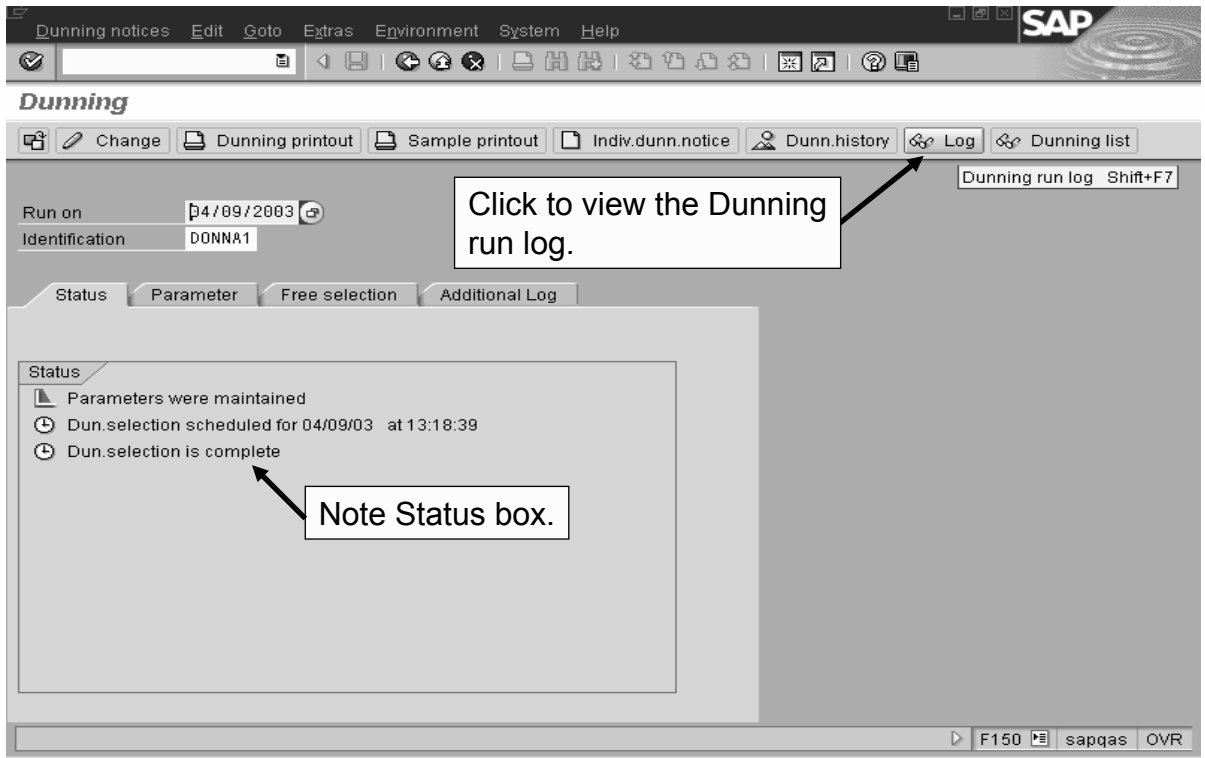 Dunning notices Edit Goto Extras Environment System Help
SAP
Dunning
Change Dunning printout Sample printout Indiv.dunn.notice Dunn.history Log Dunning list
Dunning run log Shift+F7
Click to view the Dunning
run log.
Run on 04/09/2003
Identification DONNA1
Status Parameter Free selection Additional Log
Status
Parameters were maintained
Dun.selection scheduled for 04/09/03 at 13:18:39
Dun.selection is complete
Note Status box.
F150 sapqas OVR